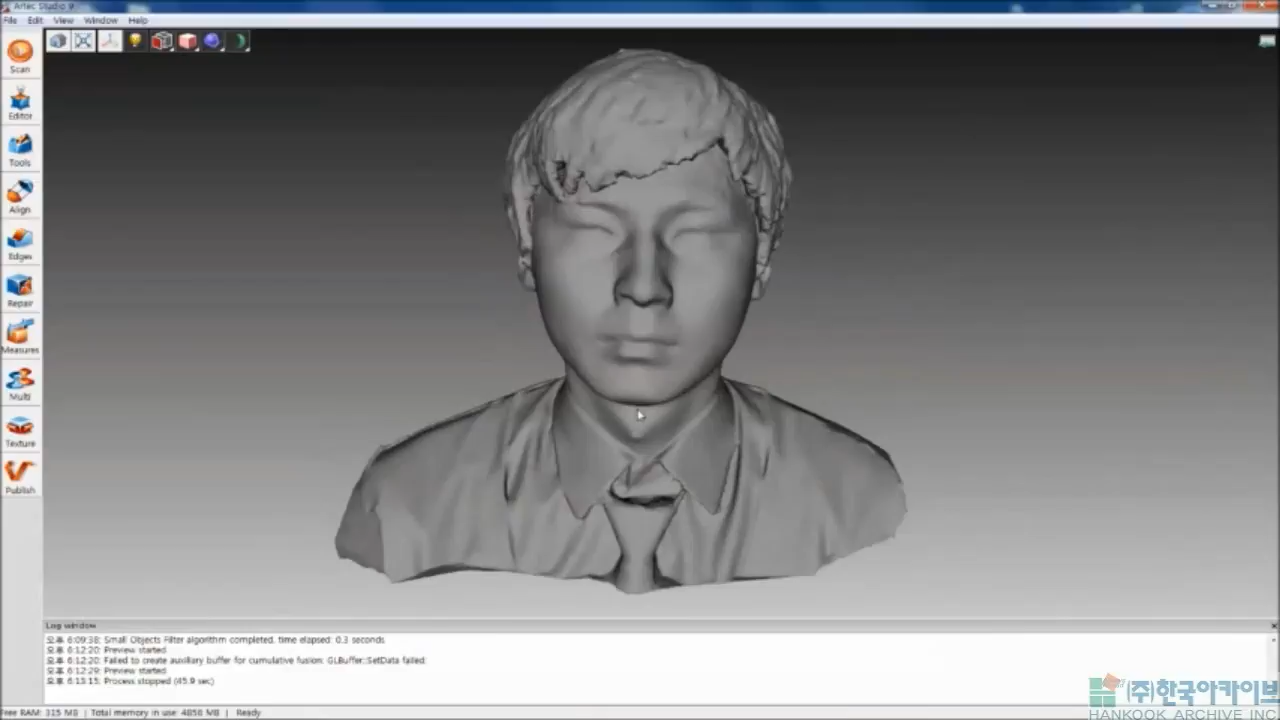 Artec Studio 9
File Edit View Window Help
Scan
Editor
Tools
Align
Edges
Repair
Measures
Multi
Texture
Publish
Log window
오후 6:09:38: Small Objects Filter algorithm completed, time elapsed: 0.3 seconds
오후 6:12:20: Preview started
오후 6:12:20: Failed to create auxiliary buffer for cumulative fusion: GLBuffer::SetData failed:
오후 6:12:29: Preview started
오후 6:13:15: Process stopped (45.9 sec)
Free RAM: 315 MB | Total memory in use: 4856 MB | Ready
(주)한국아카이브
HANKOOK ARCHIVE INC